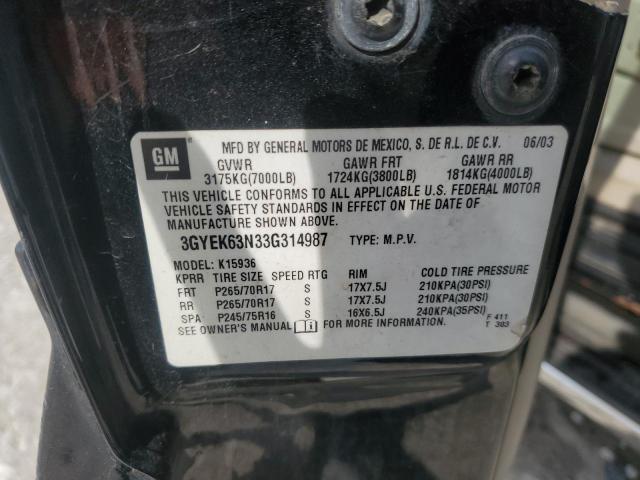 GM
MFD BY GENERAL MOTORS DE MEXICO, S. DE R.L. DE C.V. 06/03
GVWR GAWR FRT GAWR RR
3175KG(7000LB) 1724KG(3800LB) 1814KG(4000LB)
THIS VEHICLE CONFORMS TO ALL APPLICABLE U.S. FEDERAL MOTOR
VEHICLE SAFETY STANDARDS IN EFFECT ON THE DATE OF
MANUFACTURE SHOWN ABOVE.
3GYEK63N33G314987 TYPE: M.P.V.
MODEL: K15936
KPRR TIRE SIZE SPEED RTG RIM COLD TIRE PRESSURE
FRT P265/70R17 S 17X7.5J 210KPA(30PSI)
RR P265/70R17 S 17X7.5J 210KPA(30PSI)
SPA: P245/75R16 S 16X6.5J 240KPA(35PSI)
SEE OWNER'S MANUAL FOR MORE INFORMATION.
F 411
T 303